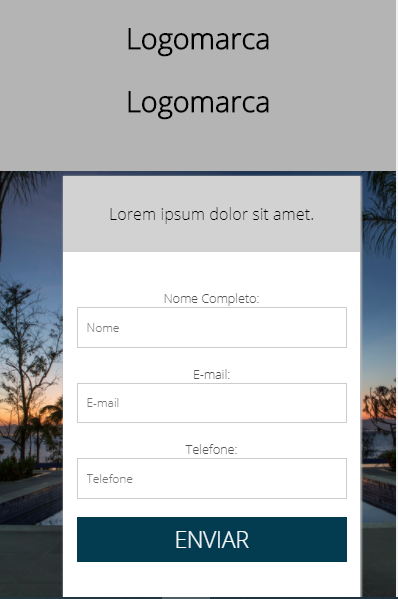 Logomarca
Logomarca
Lorem ipsum dolor sit amet.
Nome Completo:
Nome
E-mail:
E-mail
Telefone:
Telefone
ENVIAR